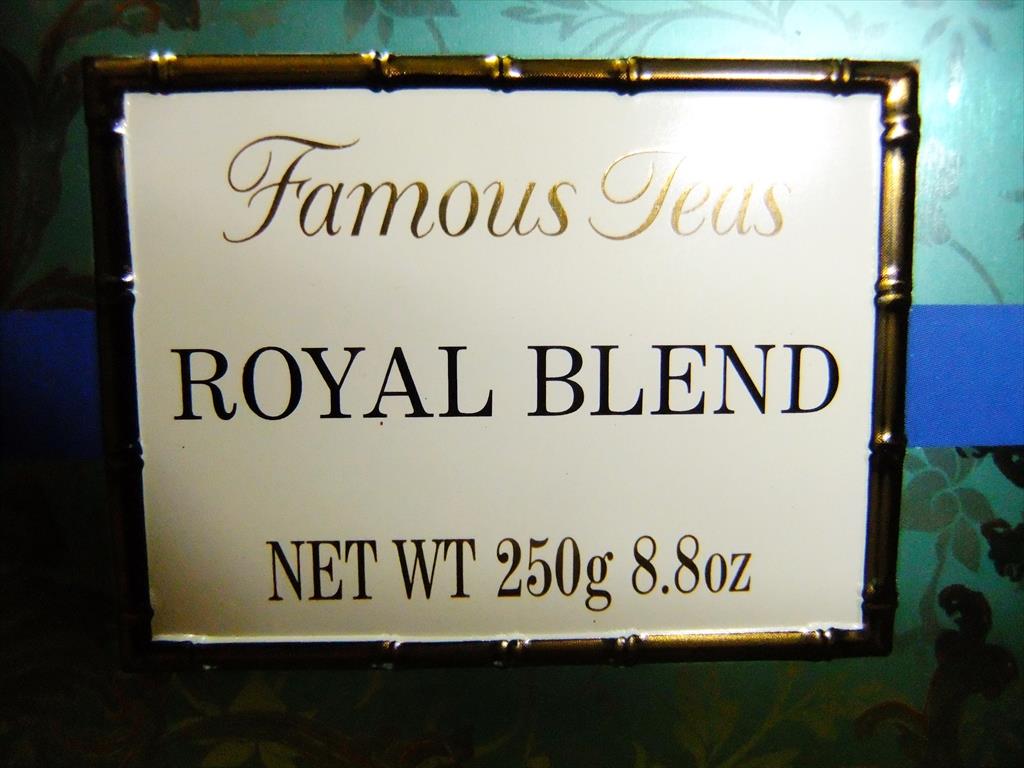 Famous Teas
ROYAL BLEND
NET WT 250g 8.8oz